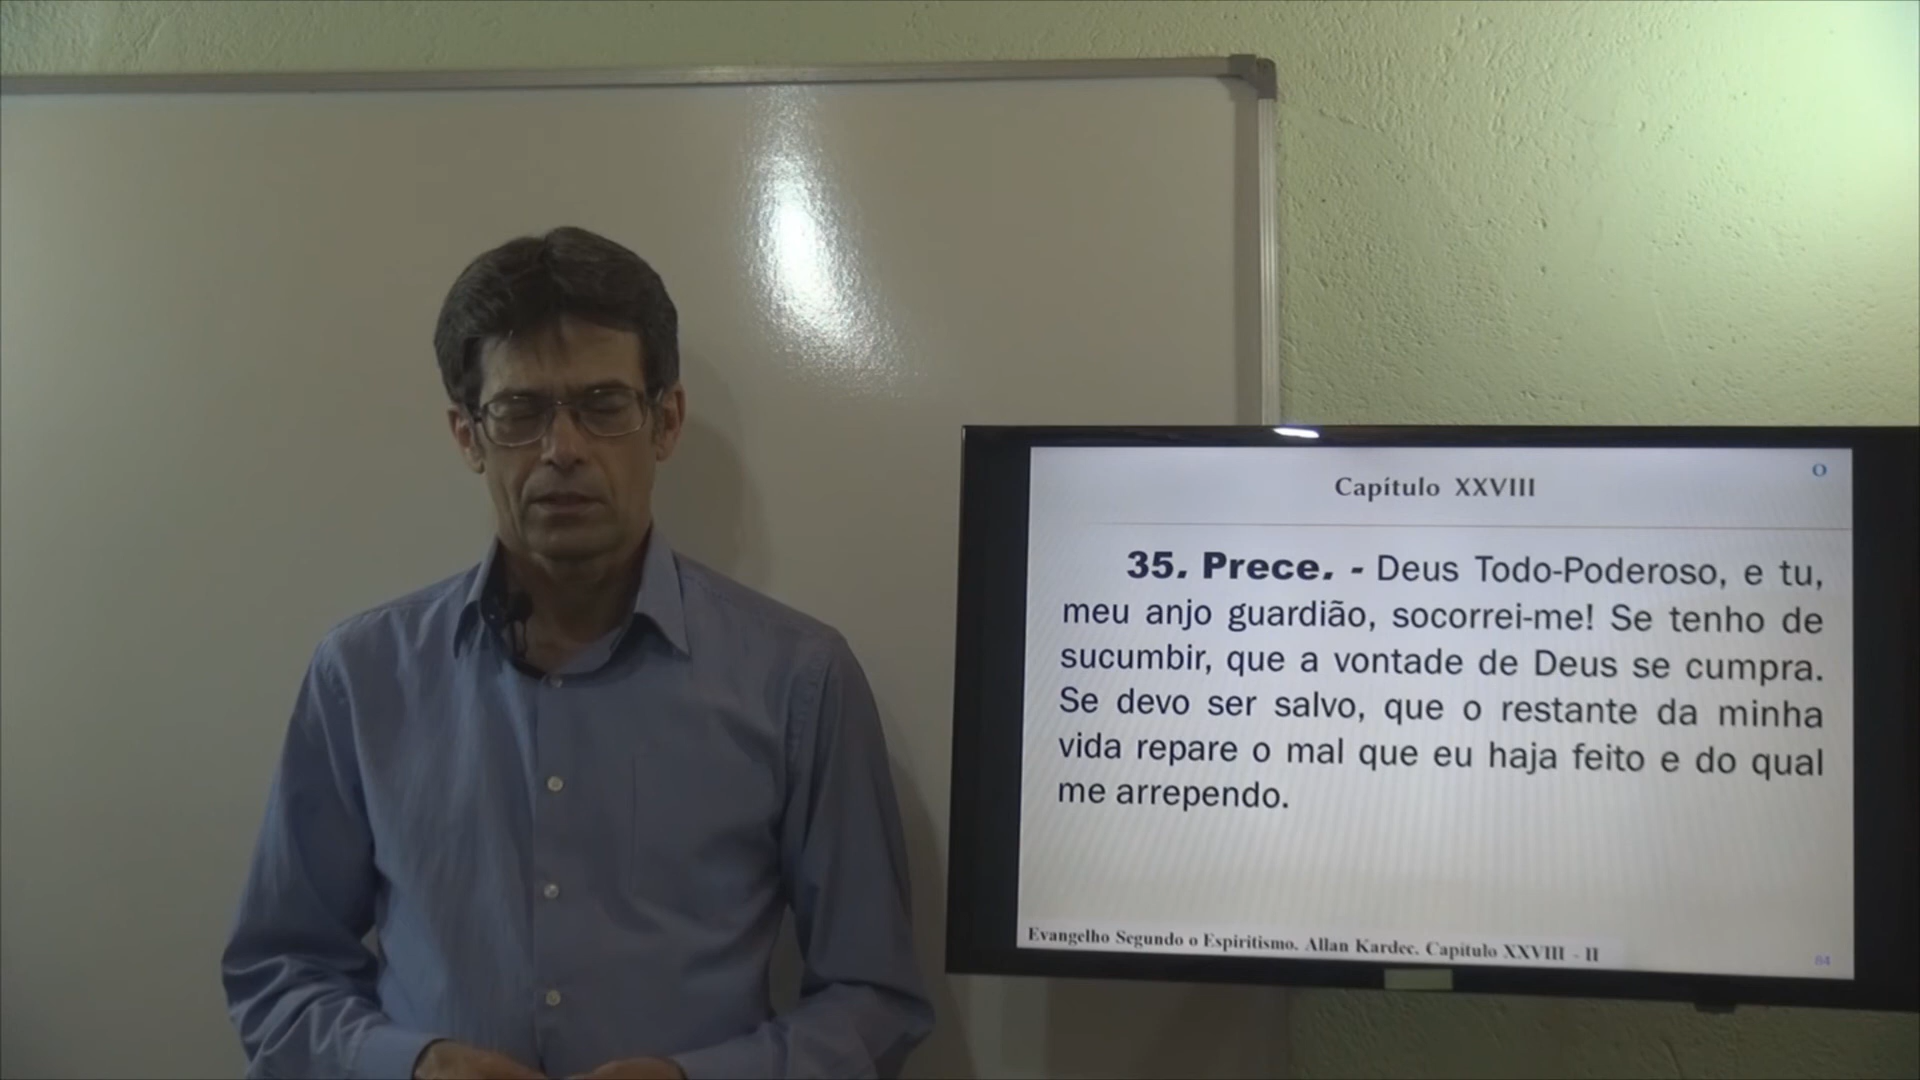 Capítulo XXVIII
O
35. Prece. - Deus Todo-Poderoso, e tu,
meu anjo guardião, socorrei-me! Se tenho de
sucumbir, que a vontade de Deus se cumpra.
Se devo ser salvo, que o restante da minha
vida repare o mal que eu haja feito e do qual
me arrependo.
Evangelho Segundo o Espiritismo. Allan Kardec. Capítulo XXVIII - II
84